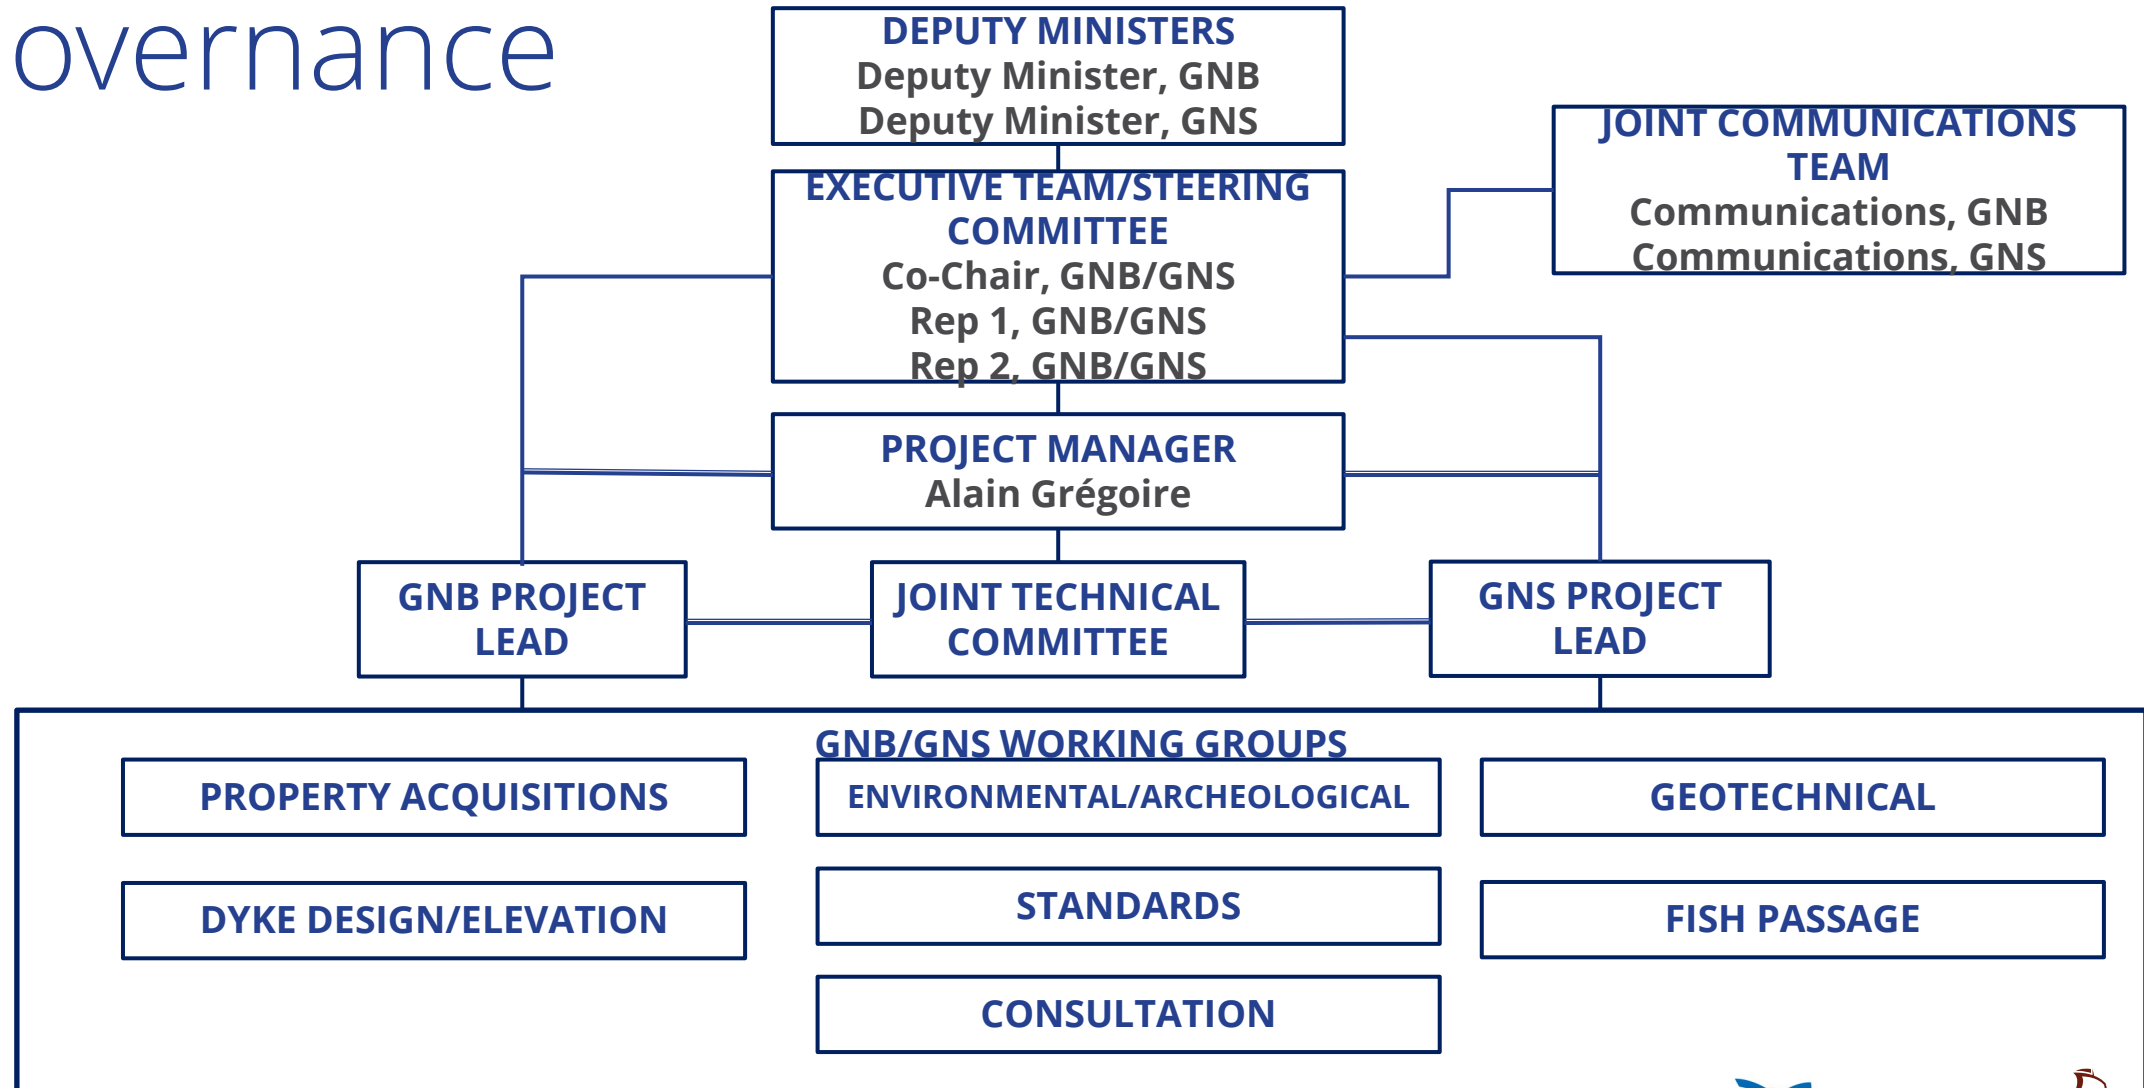 overnance
DEPUTY MINISTERS
Deputy Minister, GNB
Deputy Minister, GNS
JOINT COMMUNICATIONS
TEAM
Communications, GNB
Communications, GNS
EXECUTIVE TEAM/STEERING
COMMITTEE
Co-Chair, GNB/GNS
Rep 1, GNB/GNS
Rep 2, GNB/GNS
PROJECT MANAGER
Alain Grégoire
GNB PROJECT
LEAD
JOINT TECHNICAL
COMMITTEE
GNS PROJECT
LEAD
GNB/GNS WORKING GROUPS
PROPERTY ACQUISITIONS
ENVIRONMENTAL/ARCHEOLOGICAL
GEOTECHNICAL
DYKE DESIGN/ELEVATION
STANDARDS
FISH PASSAGE
CONSULTATION